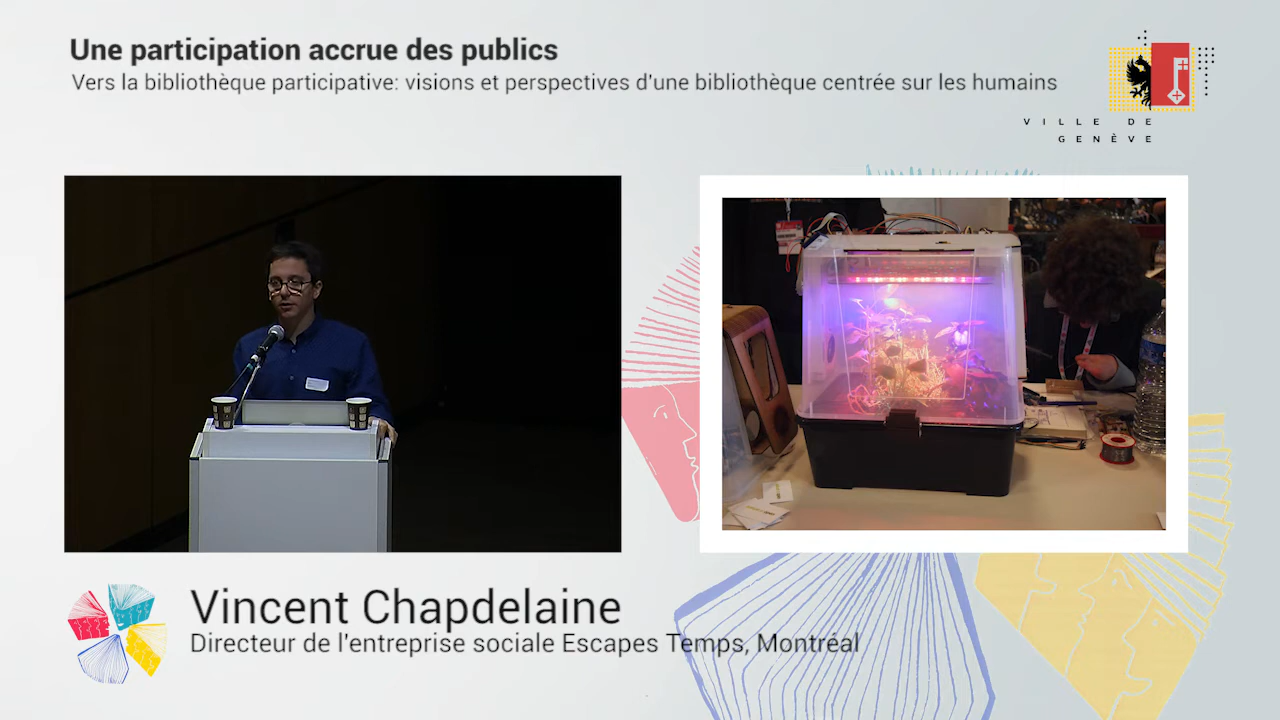 Une participation accrue des publics
Vers la bibliothèque participative: visions et perspectives d'une bibliothèque centrée sur les humains
VILLE DE
GENÈVE
Vincent Chapdelaine
Directeur de l'entreprise sociale Escapes Temps, Montréal